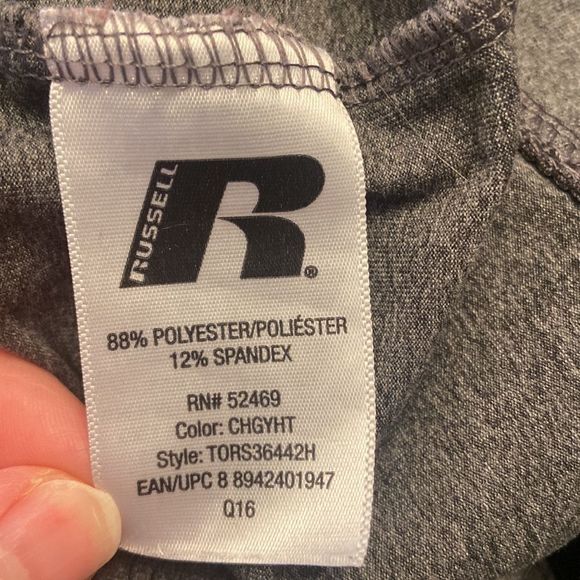 RUSSELL
R®
88% POLYESTER/POLIÉSTER
12% SPANDEX
RN# 52469
Color: CHGYHT
Style: TORS36442H
EAN/UPC 8 8942401947
Q16